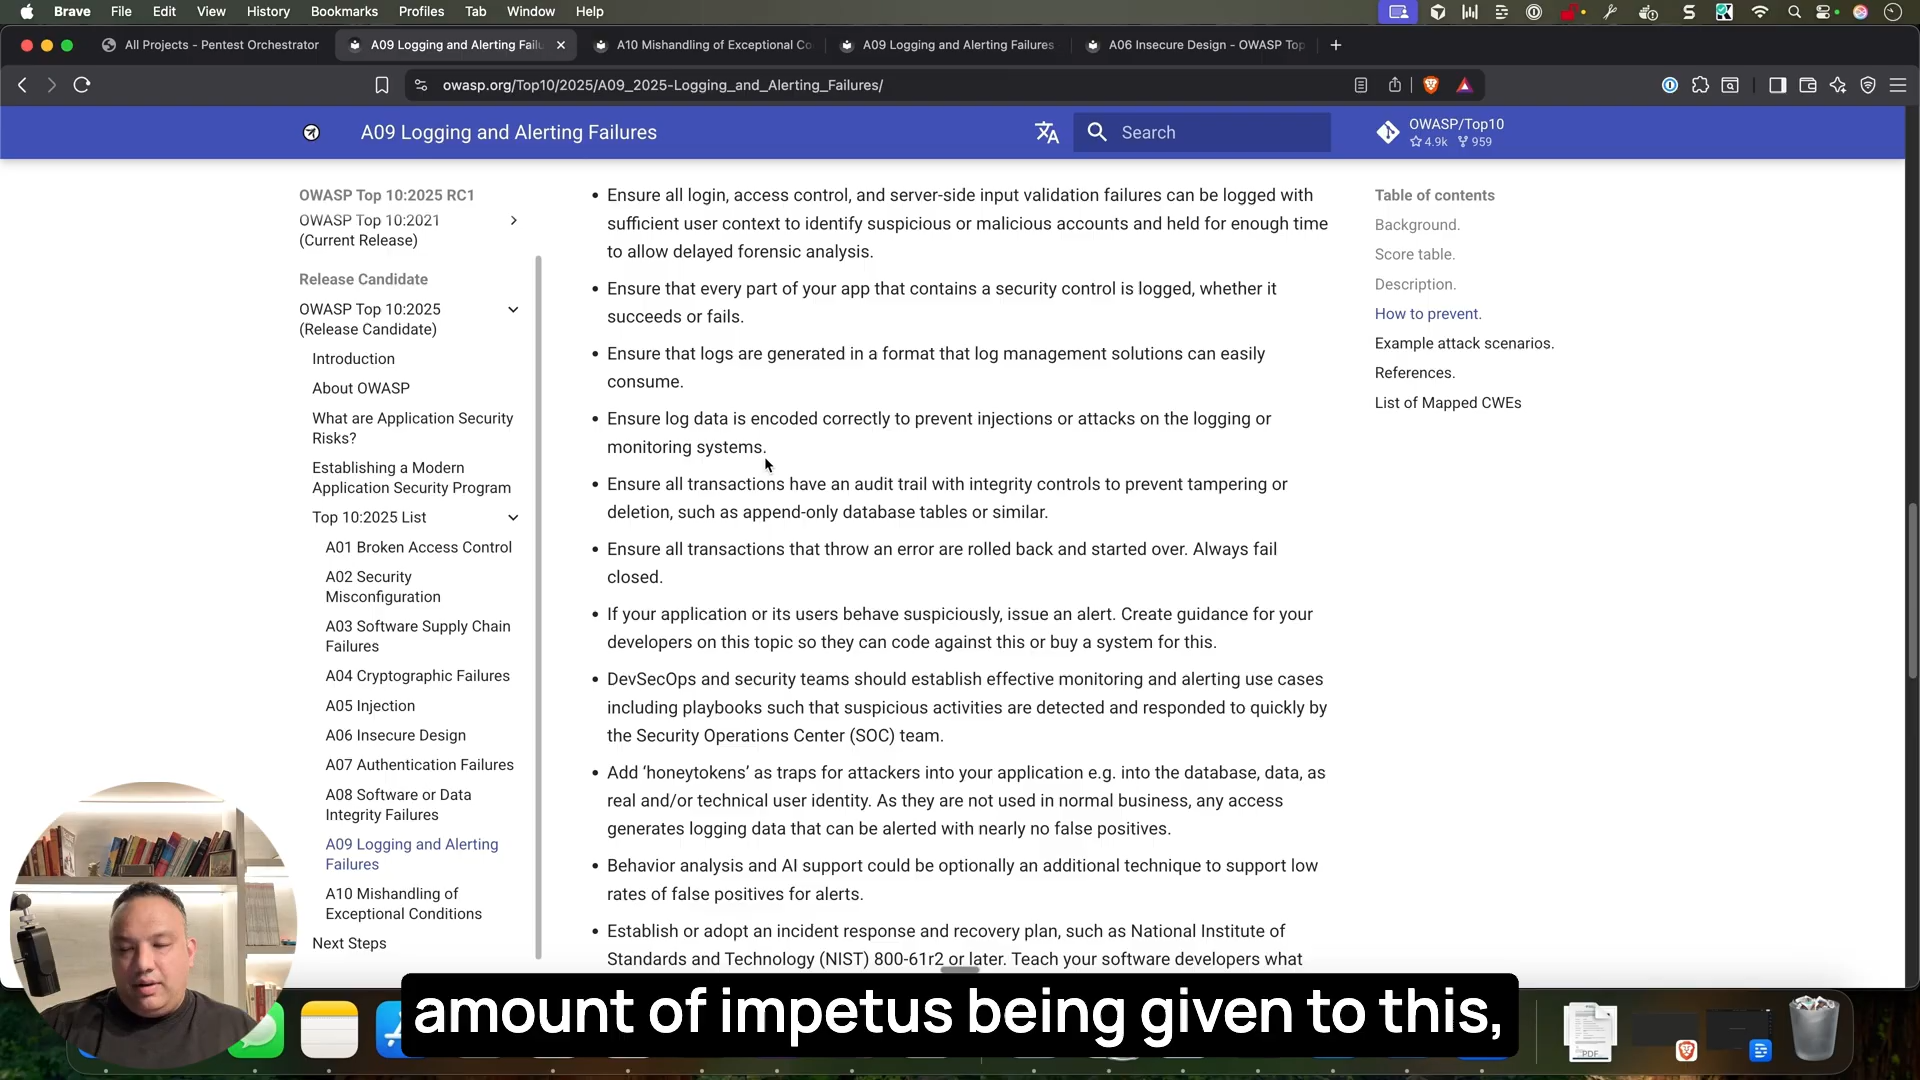 Brave File Edit View History Bookmarks Profiles Tab Window Help
All Projects - Pentest Orchestrator
A09 Logging and Alerting Failu
A10 Mishandling of Exceptional Co
A09 Logging and Alerting Failures
A06 Insecure Design - OWASP Top
owasp.org/Top10/2025/A09_2025-Logging_and_Alerting_Failures/
A09 Logging and Alerting Failures
Search
OWASP/Top10
4.9k 959
OWASP Top 10:2025 RC1
OWASP Top 10:2021
(Current Release)
Release Candidate
OWASP Top 10:2025
(Release Candidate)
Introduction
About OWASP
What are Application Security
Risks?
Establishing a Modern
Application Security Program
Top 10:2025 List
A01 Broken Access Control
A02 Security
Misconfiguration
A03 Software Supply Chain
Failures
A04 Cryptographic Failures
A05 Injection
A06 Insecure Design
A07 Authentication Failures
A08 Software or Data
Integrity Failures
A09 Logging and Alerting
Failures
A10 Mishandling of
Exceptional Conditions
Next Steps
• Ensure all login, access control, and server-side input validation failures can be logged with
sufficient user context to identify suspicious or malicious accounts and held for enough time
to allow delayed forensic analysis.
• Ensure that every part of your app that contains a security control is logged, whether it
succeeds or fails.
• Ensure that logs are generated in a format that log management solutions can easily
consume.
• Ensure log data is encoded correctly to prevent injections or attacks on the logging or
monitoring systems.
• Ensure all transactions have an audit trail with integrity controls to prevent tampering or
deletion, such as append-only database tables or similar.
• Ensure all transactions that throw an error are rolled back and started over. Always fail
closed.
• If your application or its users behave suspiciously, issue an alert. Create guidance for your
developers on this topic so they can code against this or buy a system for this.
• DevSecOps and security teams should establish effective monitoring and alerting use cases
including playbooks such that suspicious activities are detected and responded to quickly by
the Security Operations Center (SOC) team.
• Add ‘honeytokens’ as traps for attackers into your application e.g. into the database, data, as
real and/or technical user identity. As they are not used in normal business, any access
generates logging data that can be alerted with nearly no false positives.
• Behavior analysis and AI support could be optionally an additional technique to support low
rates of false positives for alerts.
• Establish or adopt an incident response and recovery plan, such as National Institute of
Standards and Technology (NIST) 800-61r2 or later. Teach your software developers what
Table of contents
Background.
Score table.
Description.
How to prevent.
Example attack scenarios.
References.
List of Mapped CWEs
amount of impetus being given to this,
PDF